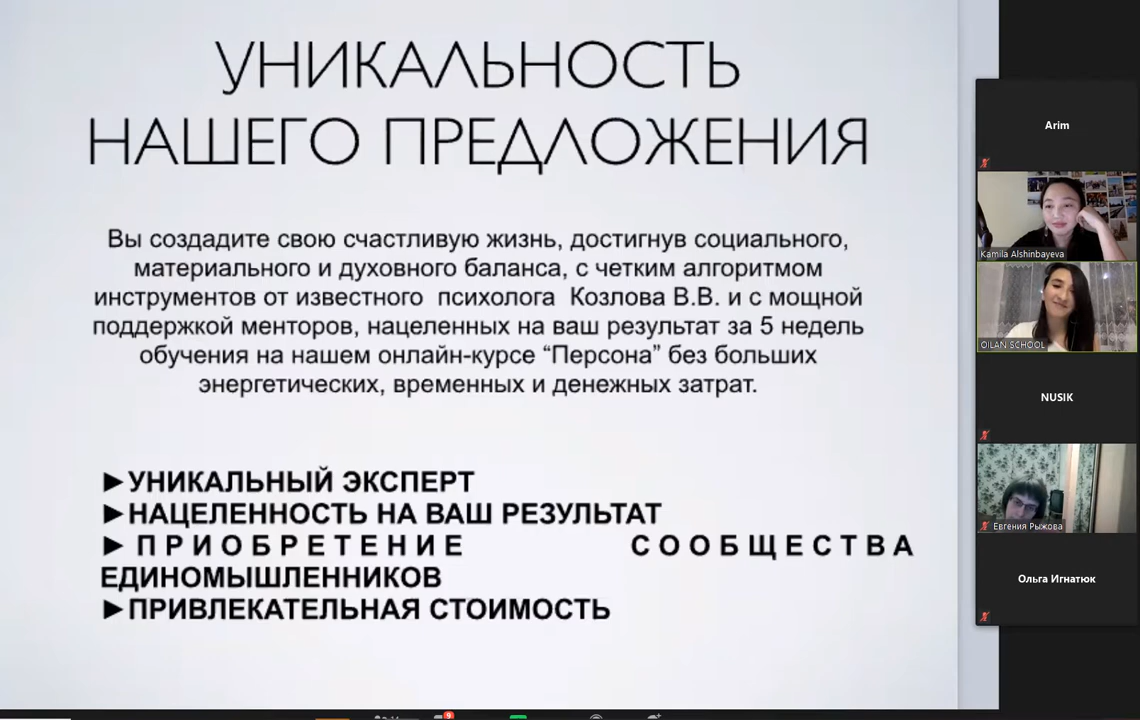 УНИКАЛЬНОСТЬ
НАШЕГО ПРЕДЛОЖЕНИЯ
Вы создадите свою счастливую жизнь, достигнув социального,
материального и духовного баланса, с четким алгоритмом
инструментов от известного психолога Козлова В.В. и с мощной
поддержкой менторов, нацеленных на ваш результат за 5 недель
обучения на нашем онлайн-курсе “Персона” без больших
энергетических, временных и денежных затрат.
►УНИКАЛЬНЫЙ ЭКСПЕРТ
►НАЦЕЛЕННОСТЬ НА ВАШ РЕЗУЛЬТАТ
►ПРИОБРЕТЕНИЕ СООБЩЕСТВА
ЕДИНОМЫШЛЕННИКОВ
►ПРИВЛЕКАТЕЛЬНАЯ СТОИМОСТЬ
Arim
Kamila Alshinbayeva
OILAN SCHOOL
NUSIK
Евгения Рыжова
Ольга Игнатюк
9